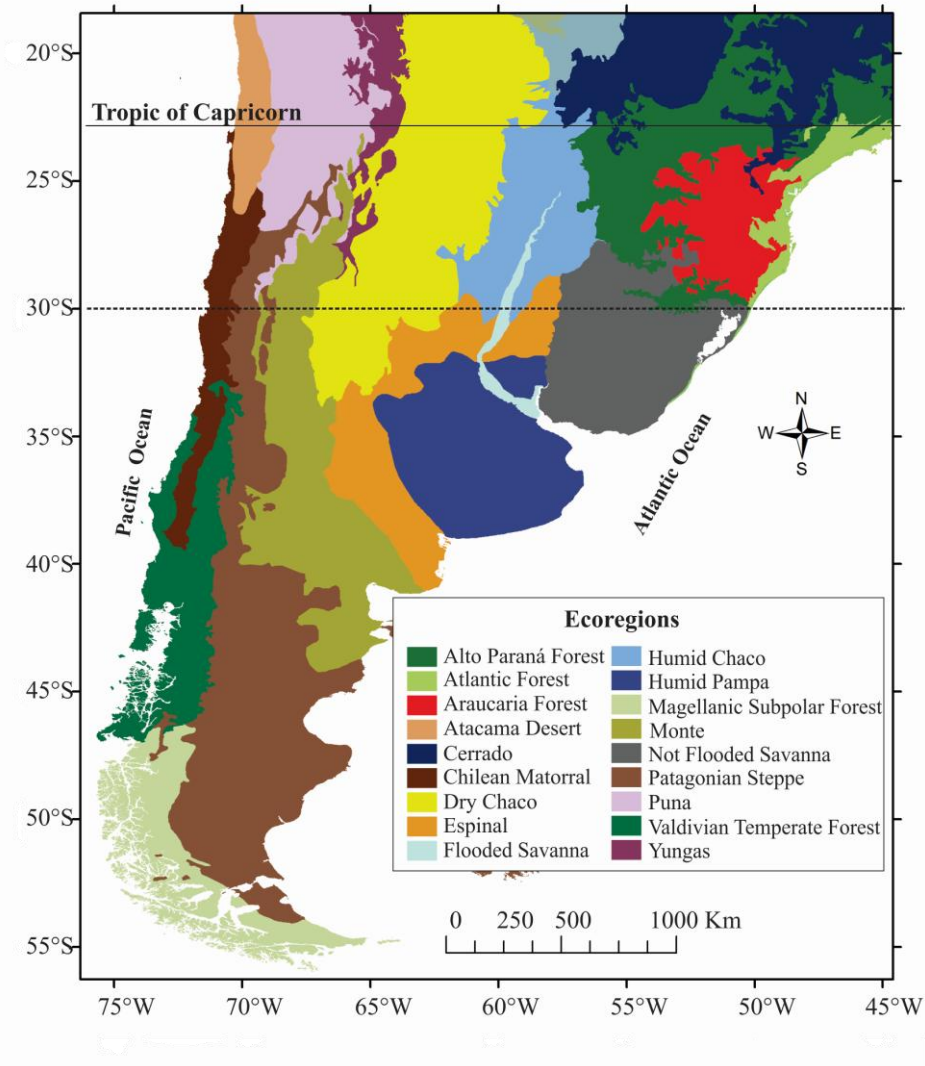 20°S
Tropic of Capricorn
25°S
30°S
35°S
40°S
45°S
50°S
55°S
Pacific Ocean
Atlantic Ocean
N
W E
S
Ecoregions
Alto Paraná Forest
Atlantic Forest
Araucaria Forest
Atacama Desert
Cerrado
Chilean Matorral
Dry Chaco
Espinal
Flooded Savanna
Humid Chaco
Humid Pampa
Magellanic Subpolar Forest
Monte
Not Flooded Savanna
Patagonian Steppe
Puna
Valdivian Temperate Forest
Yungas
0 250 500 1000 Km
75°W 70°W 65°W 60°W 55°W 50°W 45°W